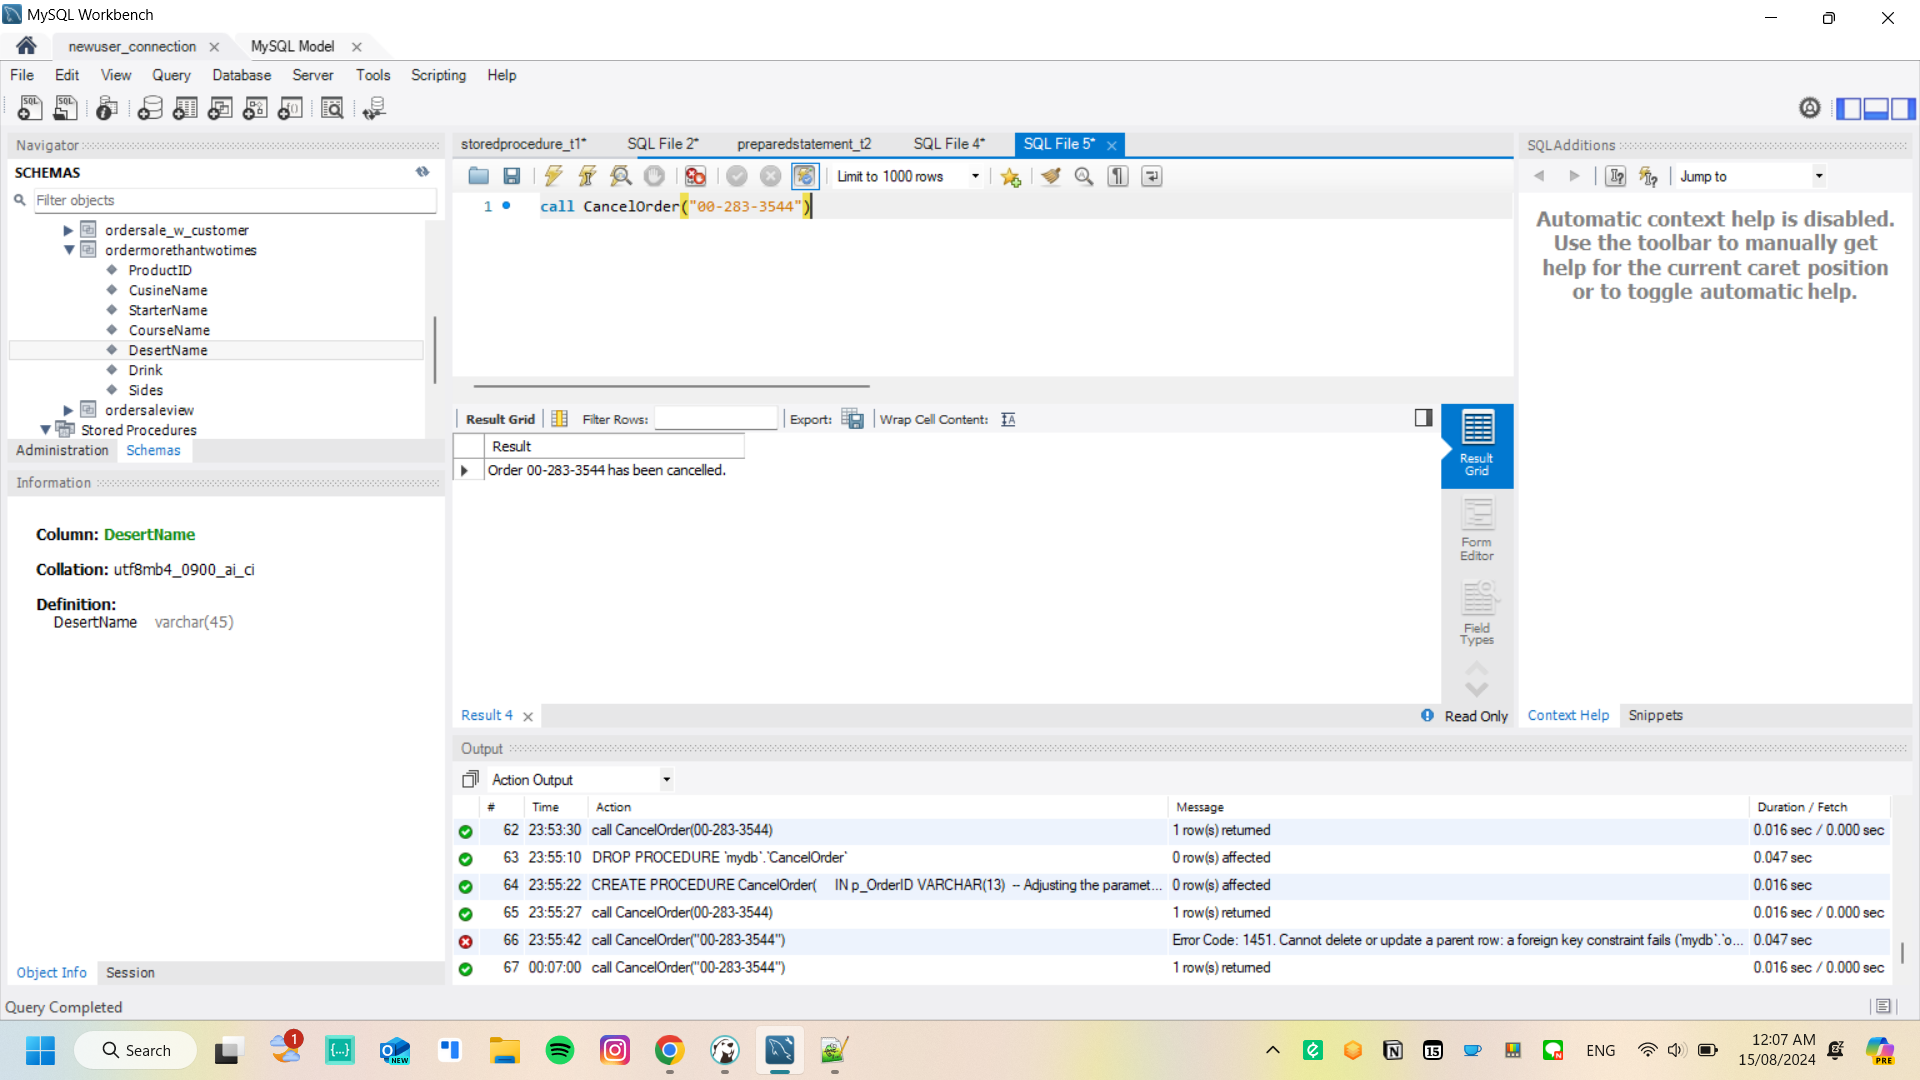 MySQL Workbench
newuser_connection
MySQL Model
File Edit View Query Database Server Tools Scripting Help
Navigator
SCHEMAS
Filter objects
ordersale_w_customer
ordermorethantwotimes
ProductID
CusineName
StarterName
CourseName
DesertName
Drink
Sides
ordersaleview
Stored Procedures
Administration Schemas
Information
Column: DesertName
Collation: utf8mb4_0900_ai_ci
Definition:
DesertName varchar(45)
Object Info Session
Query Completed
storedprocedure_t1* SQL File 2* preparedstatement_t2 SQL File 4* SQL File 5*
Limit to 1000 rows
1 call CancelOrder("00-283-3544")
Result Grid Filter Rows: Export: Wrap Cell Content:
Result
Order 00-283-3544 has been cancelled.
Result
Grid
Form
Editor
Field
Types
Result 4
Read Only
SQLAdditions
Jump to
Automatic context help is disabled.
Use the toolbar to manually get
help for the current caret position
or to toggle automatic help.
Context Help Snippets
Output
Action Output
# Time Action Message Duration / Fetch
62 23:53:30 call CancelOrder(00-283-3544) 1 row(s) returned 0.016 sec / 0.000 sec
63 23:55:10 DROP PROCEDURE `mydb`.`CancelOrder` 0 row(s) affected 0.047 sec
64 23:55:22 CREATE PROCEDURE CancelOrder( IN p_OrderID VARCHAR(13) -- Adjusting the paramet... 0 row(s) affected 0.016 sec
65 23:55:27 call CancelOrder(00-283-3544) 1 row(s) returned 0.016 sec / 0.000 sec
66 23:55:42 call CancelOrder("00-283-3544") Error Code: 1451. Cannot delete or update a parent row: a foreign key constraint fails (`mydb`.`o... 0.047 sec
67 00:07:00 call CancelOrder("00-283-3544") 1 row(s) returned 0.016 sec / 0.000 sec
Search
1
NEW
15
ENG
12:07 AM
15/08/2024
PRE